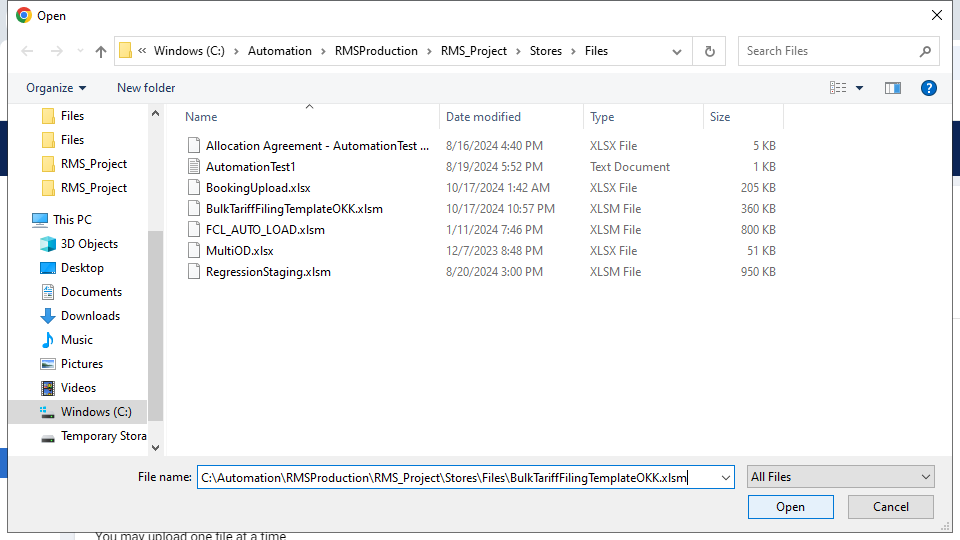 Open
« Windows (C:) › Automation › RMSProduction › RMS_Project › Stores › Files
Search Files
Organize
New folder
Name Date modified Type Size
Files
Files
RMS_Project
RMS_Project
This PC
3D Objects
Desktop
Documents
Downloads
Music
Pictures
Videos
Windows (C:)
Temporary Stora
Allocation Agreement - AutomationTest ... 8/16/2024 4:40 PM XLSX File 5 KB
AutomationTest1 8/19/2024 5:52 PM Text Document 1 KB
BookingUpload.xlsx 10/17/2024 1:42 AM XLSX File 205 KB
BulkTariffFilingTemplateOKK.xlsm 10/17/2024 10:57 PM XLSM File 360 KB
FCL_AUTO_LOAD.xlsm 1/11/2024 7:46 PM XLSM File 800 KB
MultiOD.xlsx 12/7/2023 8:48 PM XLSX File 51 KB
RegressionStaging.xlsm 8/20/2024 3:00 PM XLSM File 950 KB
File name: C:\Automation\RMSProduction\RMS_Project\Stores\Files\BulkTariffFilingTemplateOKK.xlsm
All Files
Open
Cancel
You may upload one file at a time